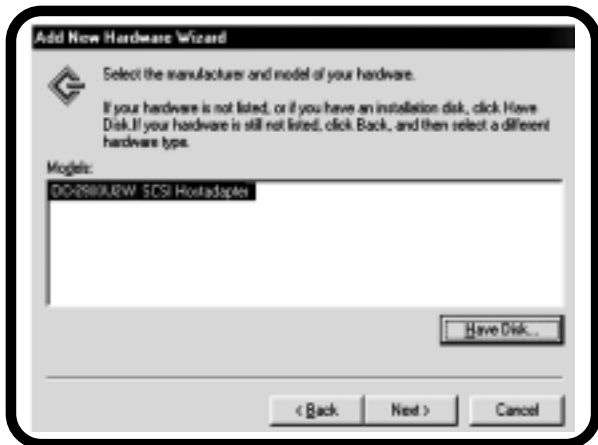 Add New Hardware Wizard
Select the manufacturer and model of your hardware.
If your hardware is not listed, or if you have an installation disk, click Have
Disk.If your hardware is still not listed, click Back, and then select a different
hardware type.
Models:
SCSI Hostadapter
Have Disk...
< Back
Next >
Cancel